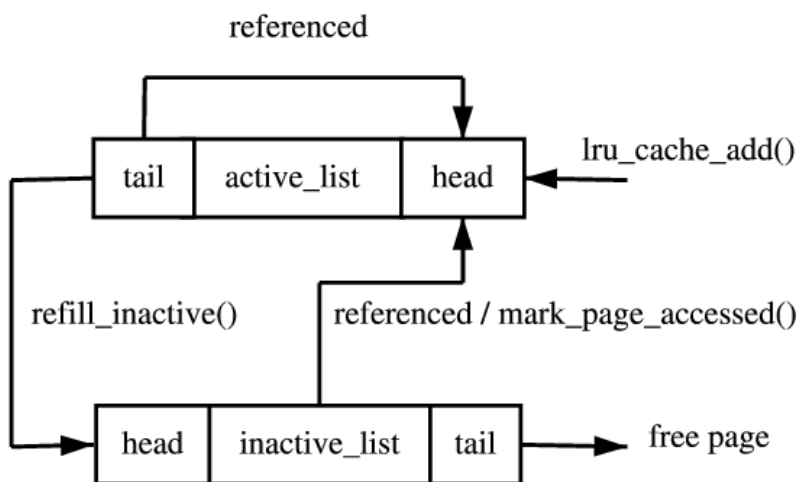 referenced
lru_cache_add()
tail active_list head
refill_inactive()
referenced / mark_page_accessed()
head inactive_list tail
free page